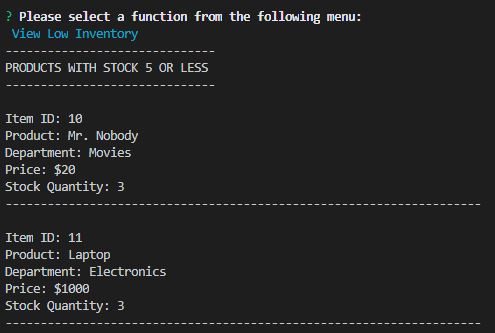 ? Please select a function from the following menu:
View Low Inventory
------------------------------
PRODUCTS WITH STOCK 5 OR LESS
------------------------------
Item ID: 10
Product: Mr. Nobody
Department: Movies
Price: $20
Stock Quantity: 3
--------------------------------------------------------------------
Item ID: 11
Product: Laptop
Department: Electronics
Price: $1000
Stock Quantity: 3
--------------------------------------------------------------------